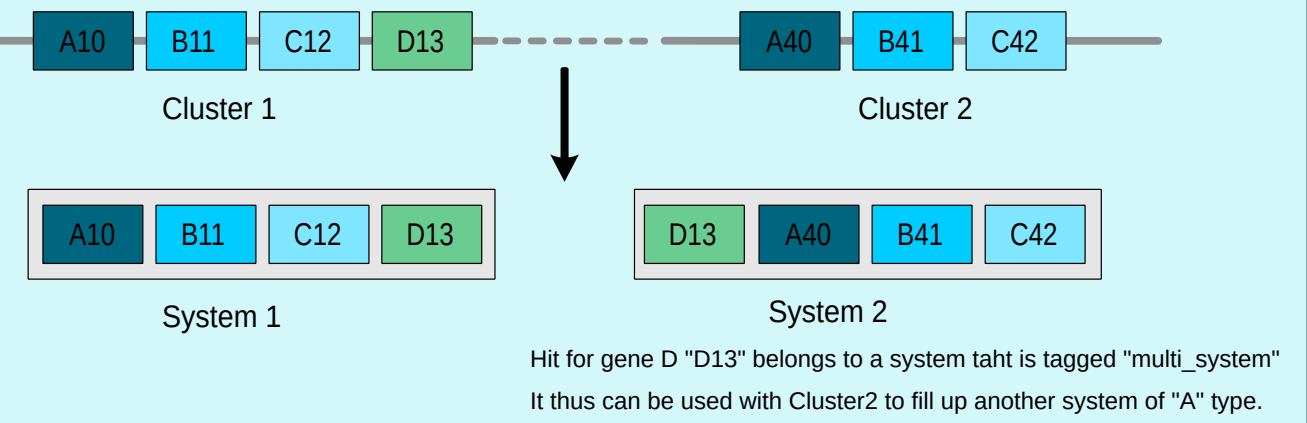 A10 B11 C12 D13 A40 B41 C42
Cluster 1 Cluster 2
A10 B11 C12 D13 D13 A40 B41 C42
System 1 System 2
Hit for gene D "D13" belongs to a system taht is tagged "multi_system"
It thus can be used with Cluster2 to fill up another system of "A" type.